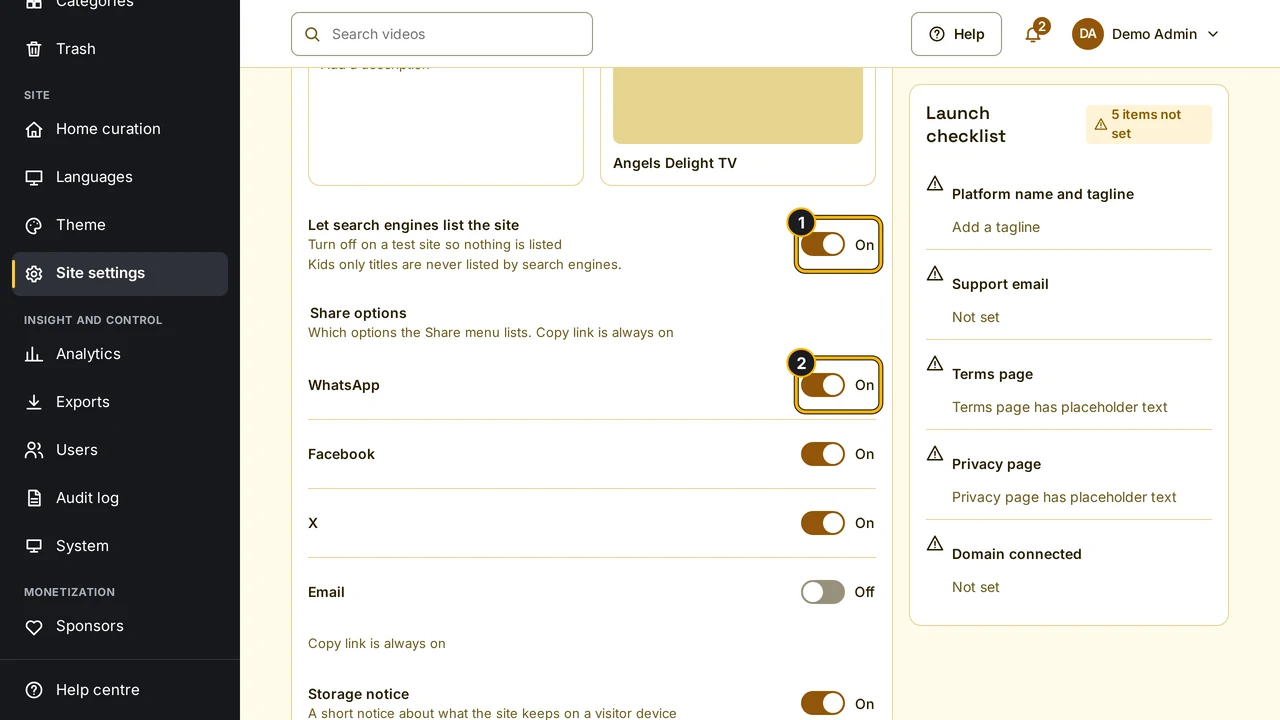 Categories
Trash
SITE
Home curation
Languages
Theme
Site settings
INSIGHT AND CONTROL
Analytics
Exports
Users
Audit log
System
MONETIZATION
Sponsors
Help centre
Search videos
Help
2
DA
Demo Admin
Add a description
Angels Delight TV
Let search engines list the site
Turn off on a test site so nothing is listed
Kids only titles are never listed by search engines.
1
On
Share options
Which options the Share menu lists. Copy link is always on
WhatsApp
2
On
Facebook
On
X
On
Email
Off
Copy link is always on
Storage notice
A short notice about what the site keeps on a visitor device
On
Launch
checklist
5 items not
set
Platform name and tagline
Add a tagline
Support email
Not set
Terms page
Terms page has placeholder text
Privacy page
Privacy page has placeholder text
Domain connected
Not set